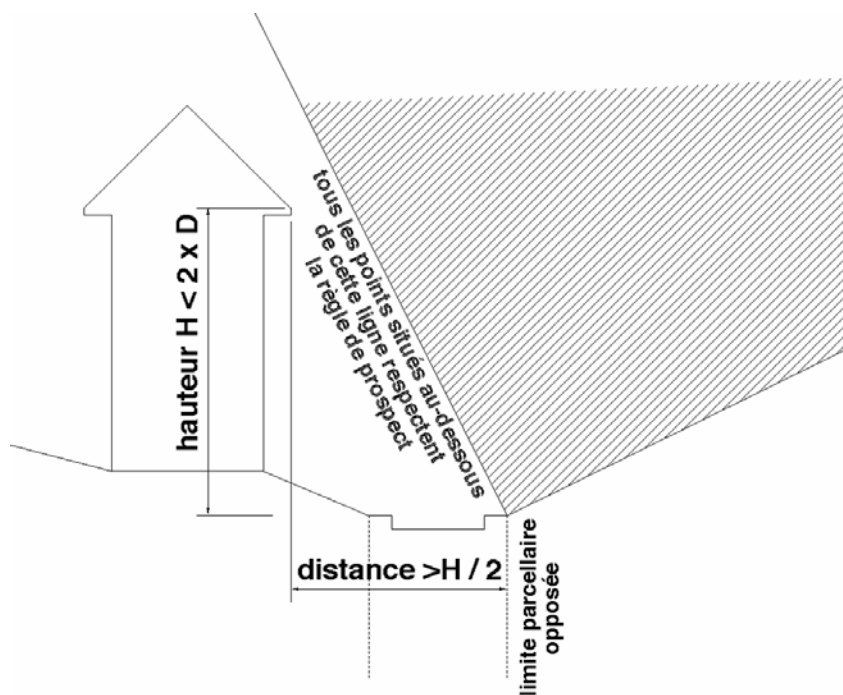 hauteur H < 2 x D
tous les points situés au-dessous
de cette ligne respectent
la règle de prospect
distance >H / 2
limite parcellaire
opposée